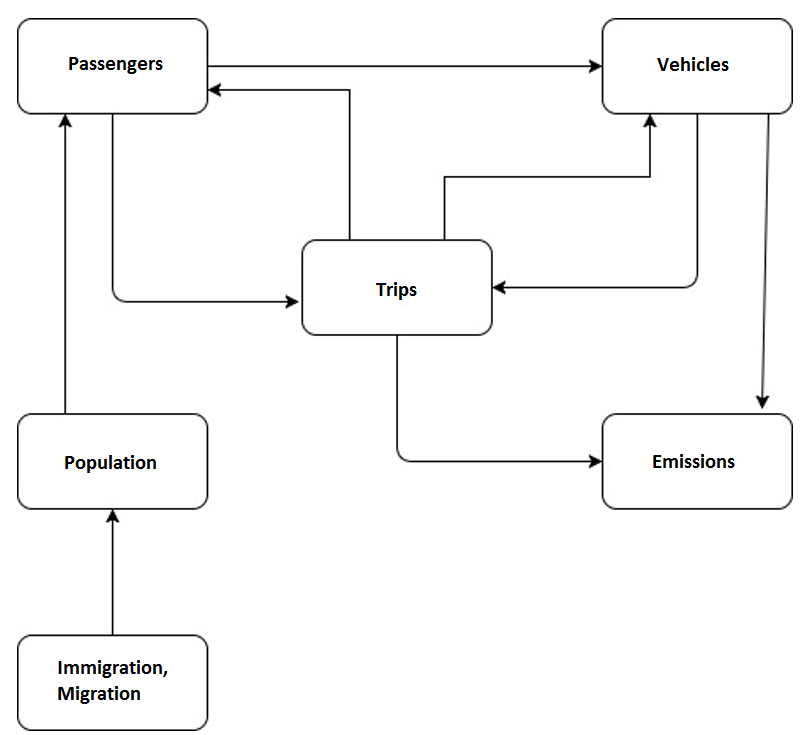 Passengers
Vehicles
Trips
Population
Emissions
Immigration,
Migration